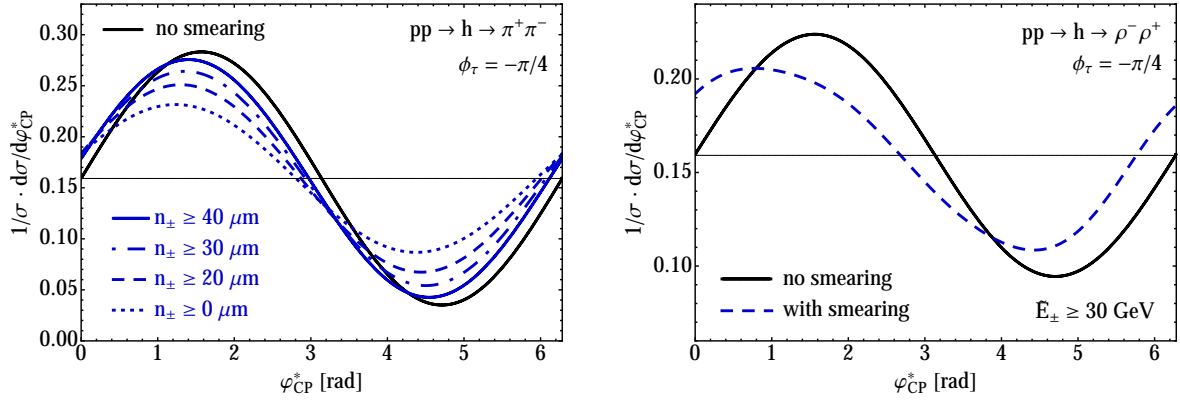 0.30
0.25
0.20
0.15
0.10
0.05
0.00
1/σ · dσ/dφ*CP
no smearing
pp → h → π⁺π⁻
ϕτ = −π/4
n± ≥ 40 μm
n± ≥ 30 μm
n± ≥ 20 μm
n± ≥ 0 μm
0 1 2 3 4 5 6
φ*CP [rad]
0.20
0.15
0.10
1/σ · dσ/dφ*CP
pp → h → ρ⁻ρ⁺
ϕτ = −π/4
no smearing
with smearing
Ē± ≥ 30 GeV
0 1 2 3 4 5 6
φ*CP [rad]